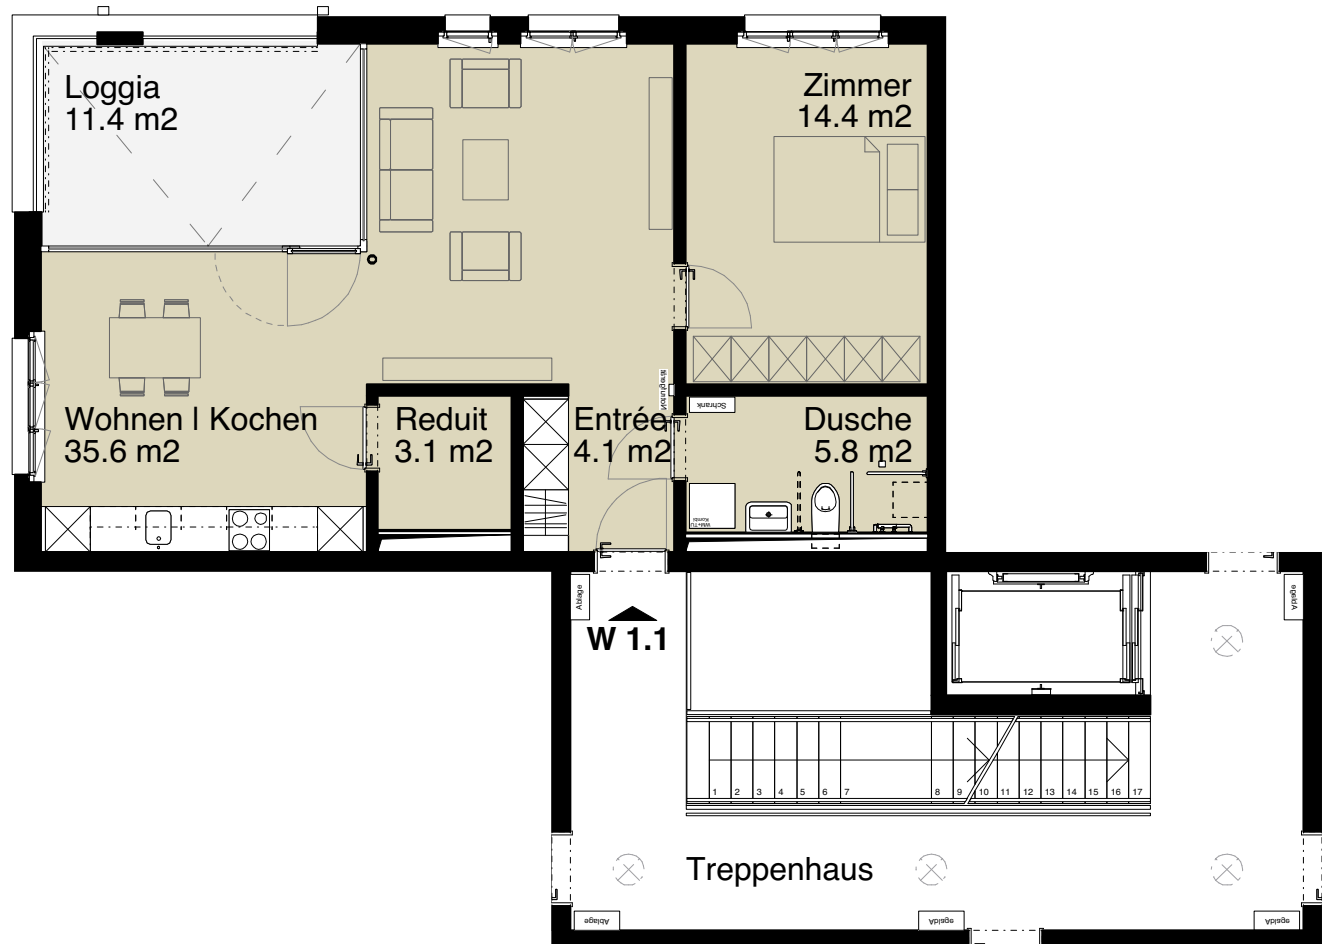 Loggia
11.4 m2
Zimmer
14.4 m2
Wohnen I Kochen
35.6 m2
Reduit
3.1 m2
Entrée
4.1 m2
Schrank
Dusche
5.8 m2
Ablage
W 1.1
Ablage
1 2 3 4 5 6 7 8 9 10 11 12 13 14 15 16 17
Treppenhaus
Ablage
Ablage
Ablage